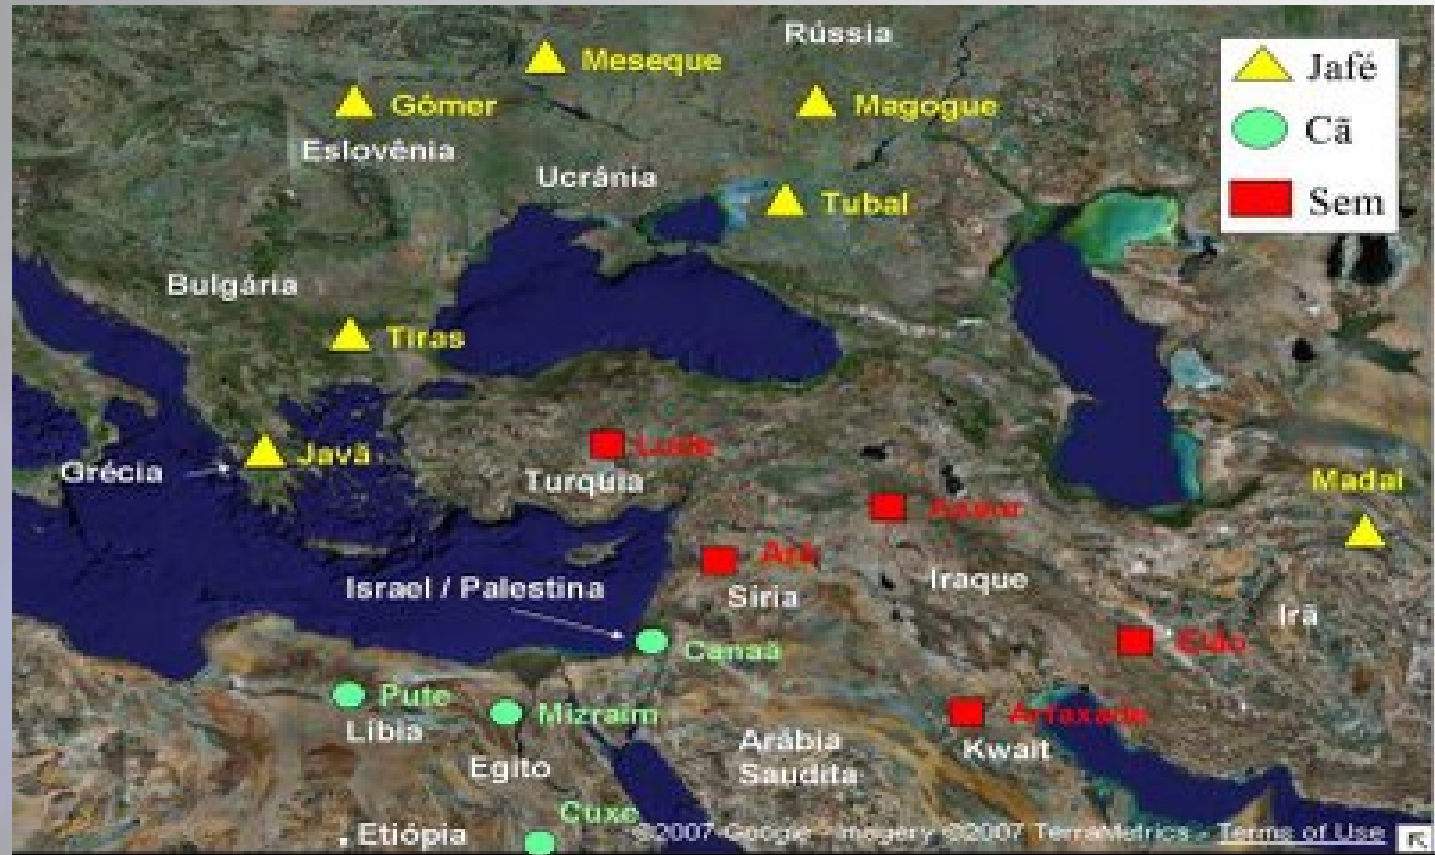 Rússia
Meseque
Gômer
Magogue
Eslovênia
Ucrânia
Tubal
Jafé
Cã
Sem
Bulgária
Tiras
Javã
Grécia
Lude
Turquia
Madai
Arã
Síria
Iraque
Israel / Palestina
Irã
Elão
Canaã
Pute
Líbia
Mizraim
Egito
Arfaxade
Kwait
Arábia
Saudita
Cuxe
Etiópia
©2007 Google - Imagery ©2007 TerraMetrics - Terms of Use